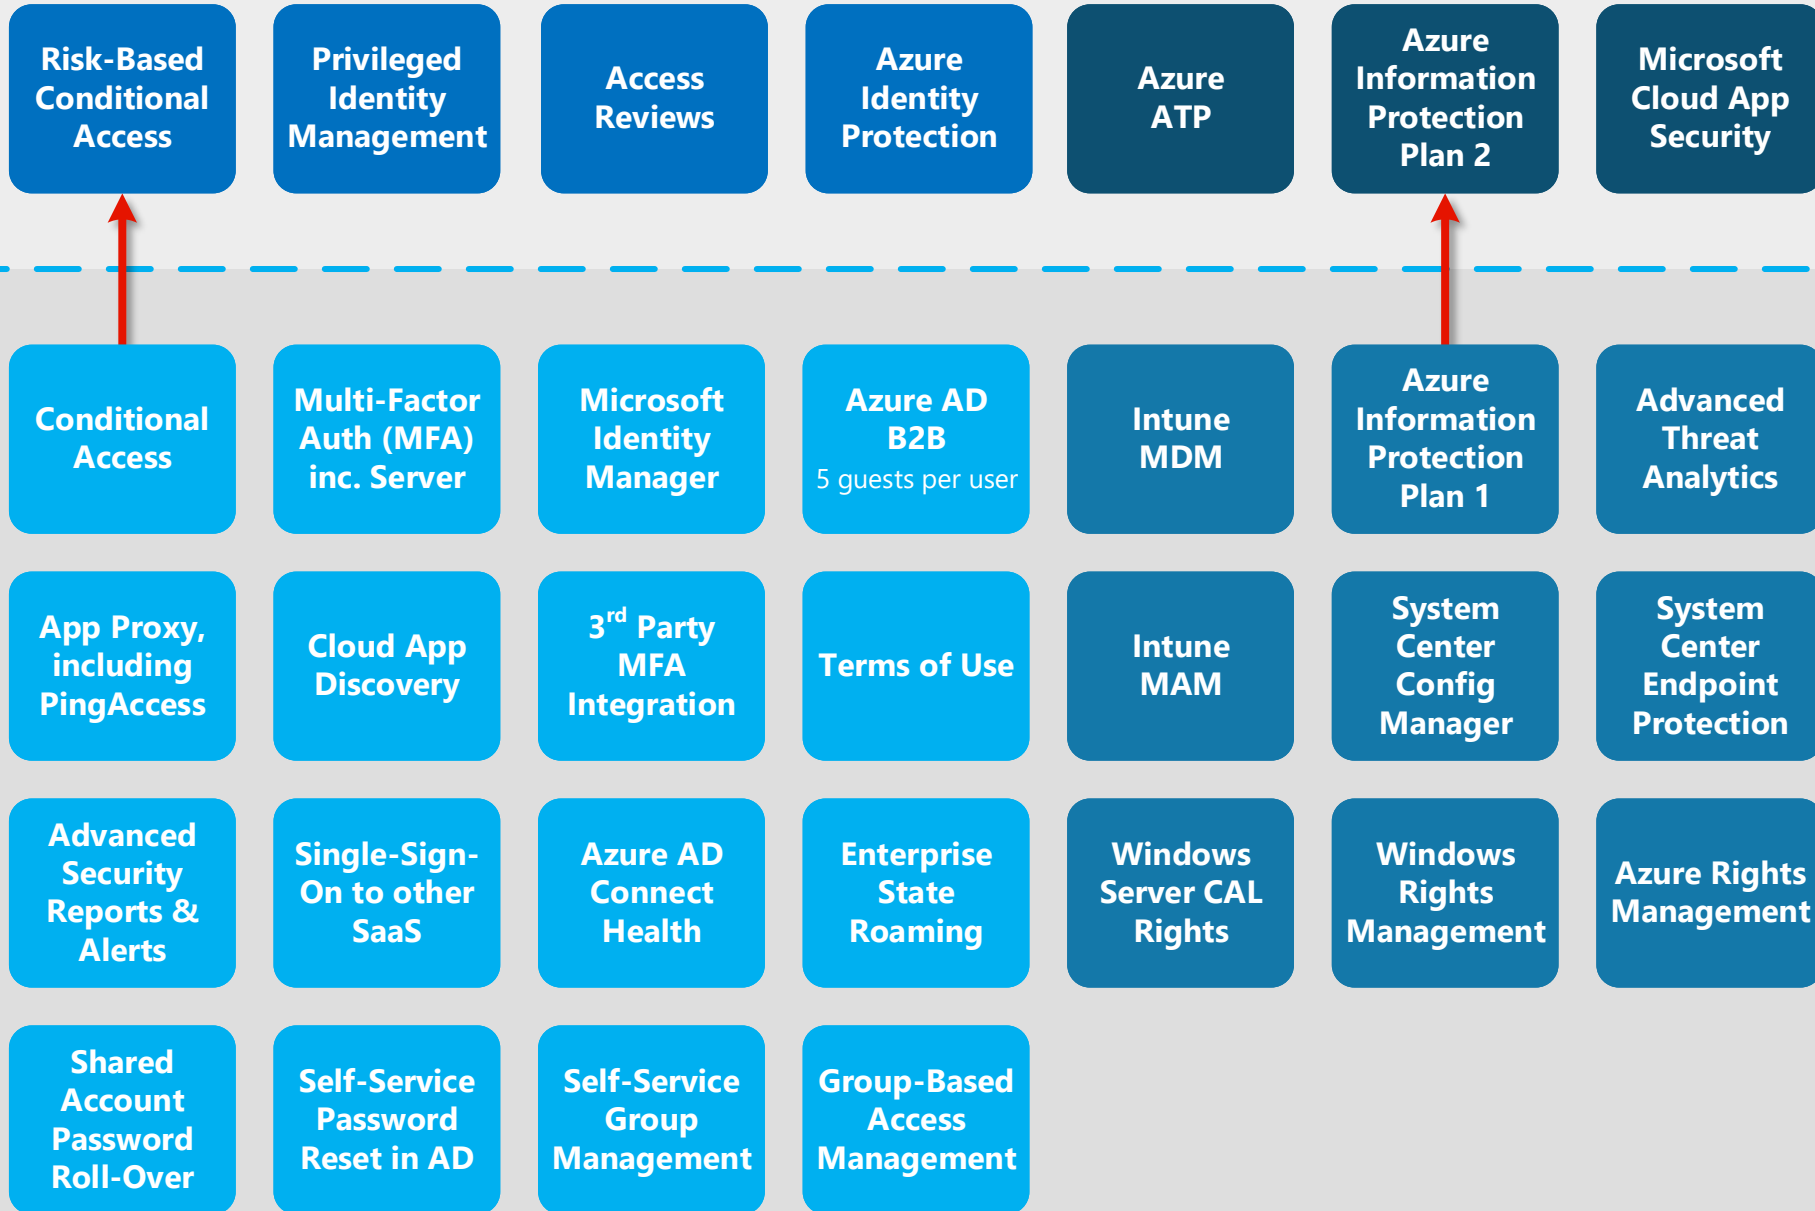 Risk-Based
Conditional
Access
Privileged
Identity
Management
Access
Reviews
Azure
Identity
Protection
Azure
ATP
Azure
Information
Protection
Plan 2
Microsoft
Cloud App
Security
Conditional
Access
Multi-Factor
Auth (MFA)
inc. Server
Microsoft
Identity
Manager
Azure AD
B2B
5 guests per user
Intune
MDM
Azure
Information
Protection
Plan 1
Advanced
Threat
Analytics
App Proxy,
including
PingAccess
Cloud App
Discovery
3rd Party
MFA
Integration
Terms of Use
Intune
MAM
System
Center
Config
Manager
System
Center
Endpoint
Protection
Advanced
Security
Reports &
Alerts
Single-Sign-
On to other
SaaS
Azure AD
Connect
Health
Enterprise
State
Roaming
Windows
Server CAL
Rights
Windows
Rights
Management
Azure Rights
Management
Shared
Account
Password
Roll-Over
Self-Service
Password
Reset in AD
Self-Service
Group
Management
Group-Based
Access
Management